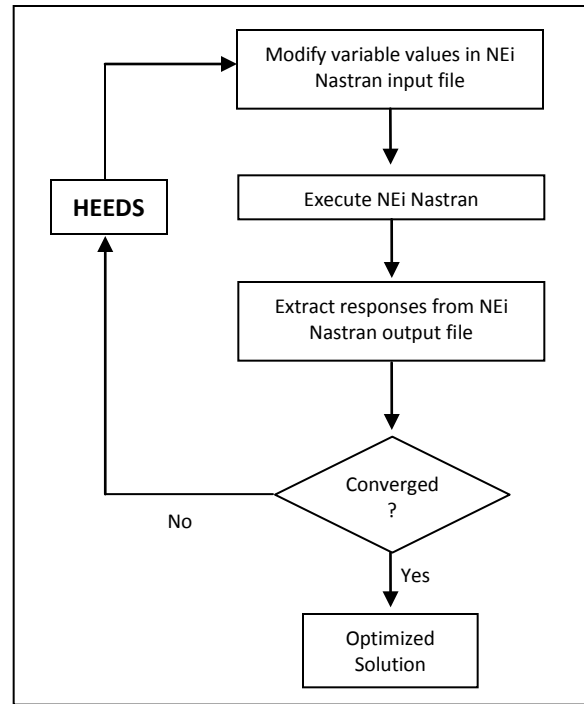 Modify variable values in NEi
Nastran input file
HEEDS
Execute NEi Nastran
Extract responses from NEi
Nastran output file
Converged
?
No
Yes
Optimized
Solution